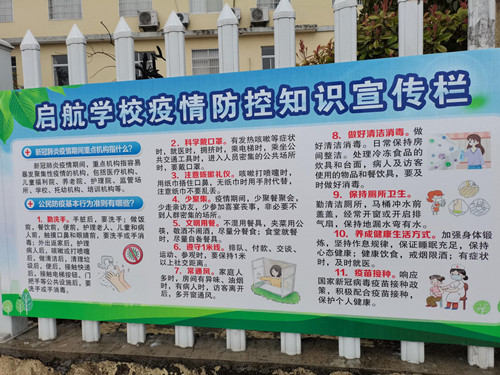 启航学校疫情防控知识宣传栏
新冠肺炎疫情期间重点机构指什么?
新冠肺炎疫情期间,重点机构指容易
暴发聚集性疫情的机构,包括医疗机构、
儿童福利院、养老院、护理院、监管场
所、学校、托幼机构、培训机构等。
公民防疫基本行为准则有哪些?
1. 勤洗手。手脏后,要洗手;做饭
前,餐饮前,便前,护理老人、儿童和
病人前,触摸口鼻和眼睛前,要洗手或手消
毒;外出返家后,护理
病人后,咳嗽或打喷嚏
后,做清洁后,清理垃
圾后,便后,接触快递
后,接触电梯按钮、门
把手等公共设施后,要
洗手或手消毒。
2. 科学戴口罩。有发热咳嗽等症状
时,就医时,拥挤时,乘电梯时,乘坐公
共交通工具时,进入人员密集的公共场所
时,要戴口罩。
3. 注意咳嗽礼仪。咳嗽打喷嚏时,
用纸巾捂住口鼻,无纸巾时用手肘代替,
注意纸巾不要乱丢。
4. 少聚集。疫情期间,少聚餐聚会,
少走亲访友,少参加喜宴丧事,非必要不
到人群密集的场所。
5. 文明用餐。不混用餐具,夹菜用公
筷,敬酒不闹酒,尽量分餐食;食堂就餐
时,尽量自备餐具。
6. 遵守1米线。排队、付款、交谈、
运动、参观时,要保持1米
以上社交距离。
7. 常通风。家庭人
多时,房间有异味、油烟
时,有病人时,访客离开
后,多开窗通风。
8. 做好清洁消毒。做
好清洁消毒。日常保持房
间整洁。处理冷冻食品的
炊具和台面,病人及访客
使用的物品和餐饮具,要及
时做好消毒。
9. 保持厕所卫生。
勤清洁厕所,马桶冲水前
盖盖,经常开窗或开启排
气扇,保持地漏水弯有水。
10. 养成健康生活方式。加强身体锻
炼,坚持作息规律,保证睡眠充足,保持
心态健康;健康饮食,戒烟限酒;有症状
时,及时就医。
11. 疫苗接种。响应
国家新冠病毒疫苗接种政
策,积极配合疫苗接种,
保护个人健康。